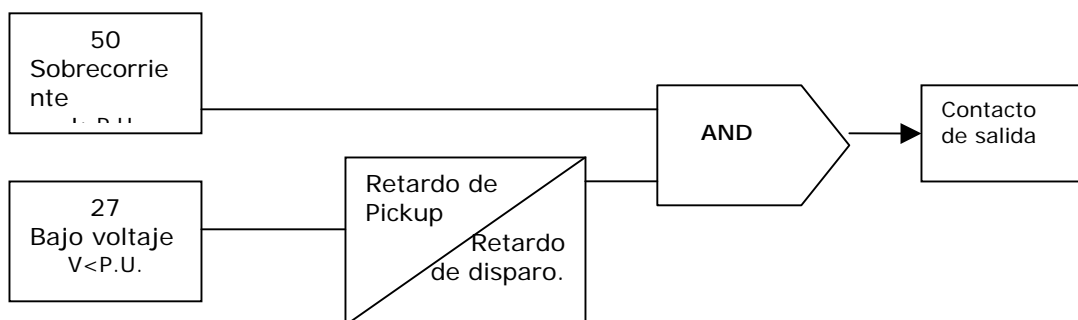 50
Sobrecorrie
nte
Contacto
de salida
AND
27
Bajo voltaje
V<P.U.
Retardo de
Pickup
Retardo
de disparo.